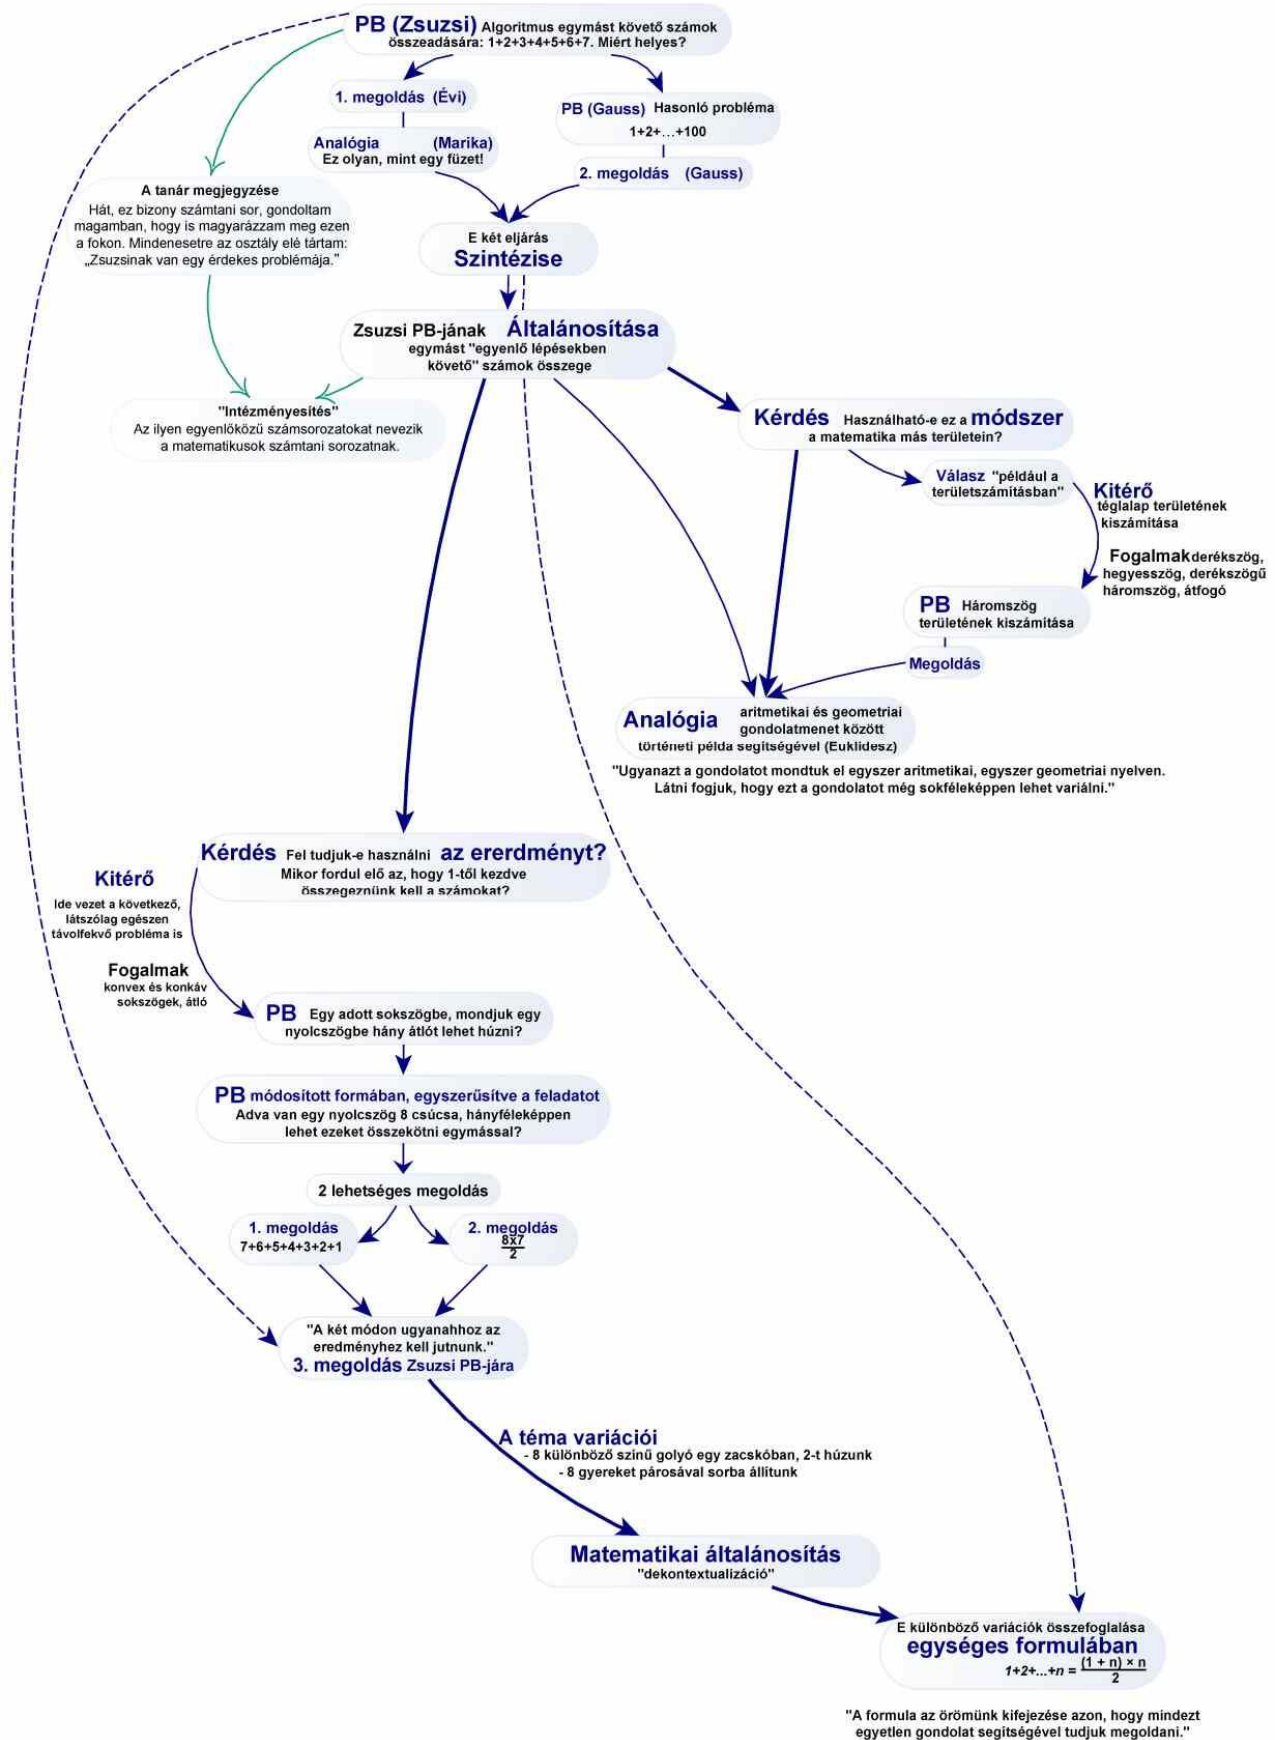 PB (Zsuzsi) Algoritmus egymást követő számok
összeadására: 1+2+3+4+5+6+7. Miért helyes?
1. megoldás (Évi)
Analógia (Marika)
Ez olyan, mint egy füzet!
PB (Gauss) Hasonló probléma
1+2+...+100
2. megoldás (Gauss)
A tanár megjegyzése
Hát, ez bizony számtani sor, gondoltam
magamban, hogy is magyarázzam meg ezen
a fokon. Mindenesetre az osztály elé tártam:
„Zsuzsinak van egy érdekes problémája.”
E két eljárás
Szintézise
Zsuzsi PB-jának Általánosítása
egymást "egyenlő lépésekben
követő" számok összege
"Intézményesítés"
Az ilyen egyenlőközű számsorozatokat nevezik
a matematikusok számtani sorozatnak.
Kérdés Használható-e ez a módszer
a matematika más területein?
Válasz "például a
területszámításban"
Kitérő
téglalap területének
kiszámítása
Fogalmak derékszög,
hegyesszög, derékszögű
háromszög, átfogó
PB Háromszög
területének kiszámítása
Megoldás
Analógia aritmetikai és geometriai
gondolatmenet között
történeti példa segítségével (Euklidesz)
"Ugyanazt a gondolatot mondtuk el egyszer aritmetikai, egyszer geometriai nyelven.
Látni fogjuk, hogy ezt a gondolatot még sokféleképpen lehet variálni."
Kérdés Fel tudjuk-e használni az ererdményt?
Mikor fordul elő az, hogy 1-től kezdve
összegeznünk kell a számokat?
Kitérő
Ide vezet a következő,
látszólag egészen
távolfekvő probléma is
Fogalmak
konvex és konkáv
sokszögek, átló
PB Egy adott sokszögbe, mondjuk egy
nyolcszögbe hány átlót lehet húzni?
PB módosított formában, egyszerűsítve a feladatot
Adva van egy nyolcszög 8 csúcsa, hányféleképpen
lehet ezeket összekötni egymással?
2 lehetséges megoldás
1. megoldás
7+6+5+4+3+2+1
2. megoldás
8x7
2
"A két módon ugyanahhoz az
eredményhez kell jutnunk."
3. megoldás Zsuzsi PB-jára
A téma variációi
- 8 különböző színű golyó egy zacskóban, 2-t húzunk
- 8 gyereket párosával sorba állítunk
Matematikai általánosítás
"dekontextualizáció"
E különböző variációk összefoglalása
egységes formulában
1+2+...+n = (1 + n) × n
2
"A formula az örömünk kifejezése azon, hogy mindezt
egyetlen gondolat segítségével tudjuk megoldani."